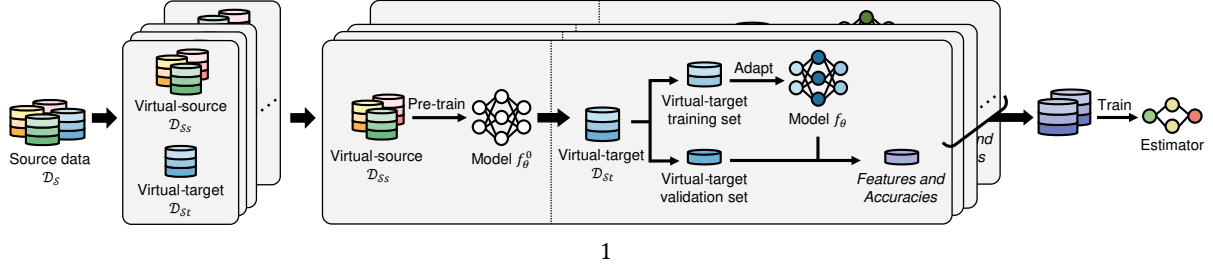 Source data
𝒟_𝒮
Virtual-source
𝒟_𝒮s
Virtual-target
𝒟_𝒮t
Virtual-source
𝒟_𝒮s
Pre-train
Model f_θ^0
Virtual-target
𝒟_𝒮t
Virtual-target
training set
Adapt
Model f_θ
Virtual-target
validation set
Features and
Accuracies
Train
Estimator
1